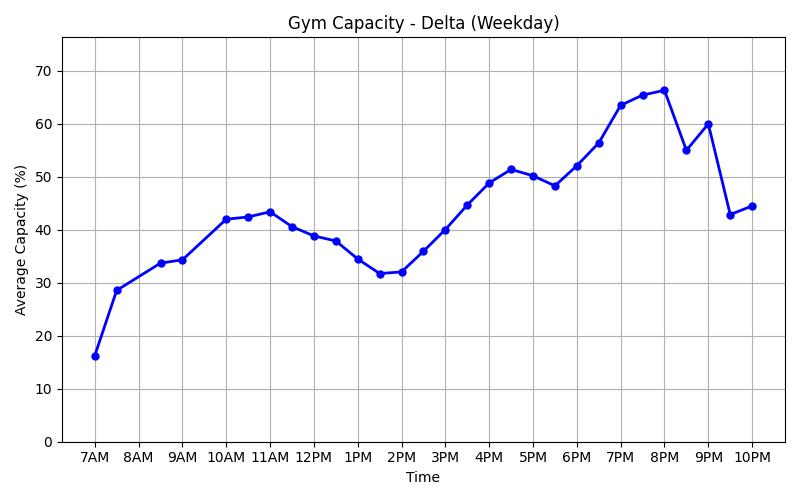 Gym Capacity - Delta (Weekday)
Average Capacity (%)
70
60
50
40
30
20
10
0
7AM 8AM 9AM 10AM 11AM 12PM 1PM 2PM 3PM 4PM 5PM 6PM 7PM 8PM 9PM 10PM
Time